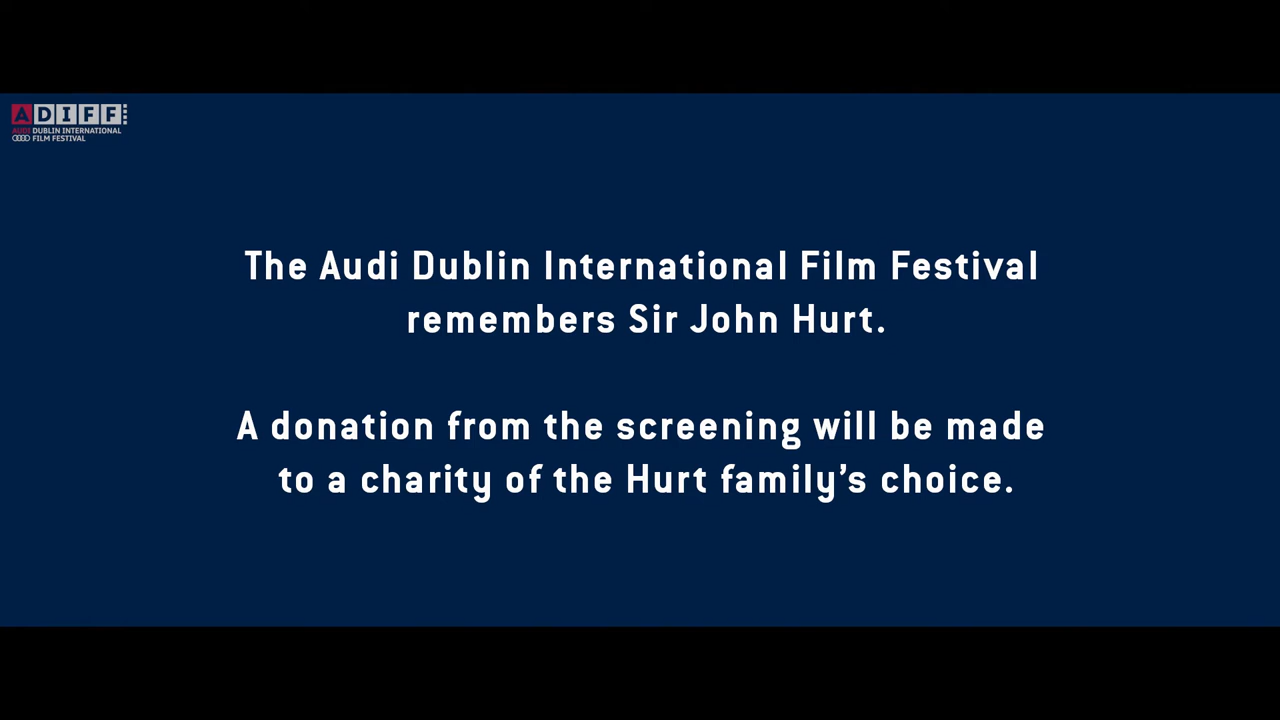 ADIFF
AUDI DUBLIN INTERNATIONAL
FILM FESTIVAL
The Audi Dublin International Film Festival
remembers Sir John Hurt.
A donation from the screening will be made
to a charity of the Hurt family’s choice.